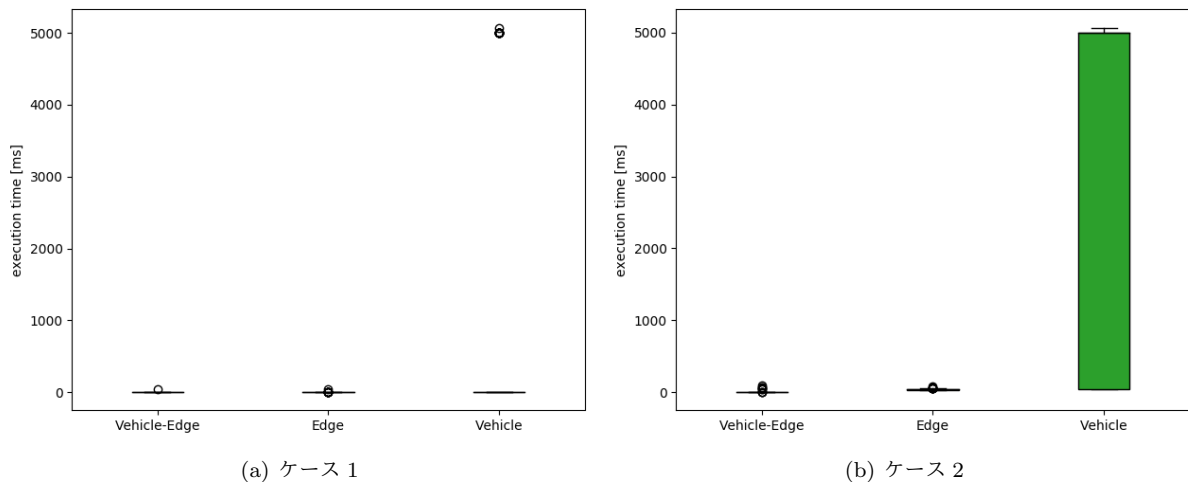 5000
4000
3000
2000
1000
0
execution time [ms]
Vehicle-Edge Edge Vehicle
(a) ケース 1
5000
4000
3000
2000
1000
0
execution time [ms]
Vehicle-Edge Edge Vehicle
(b) ケース 2